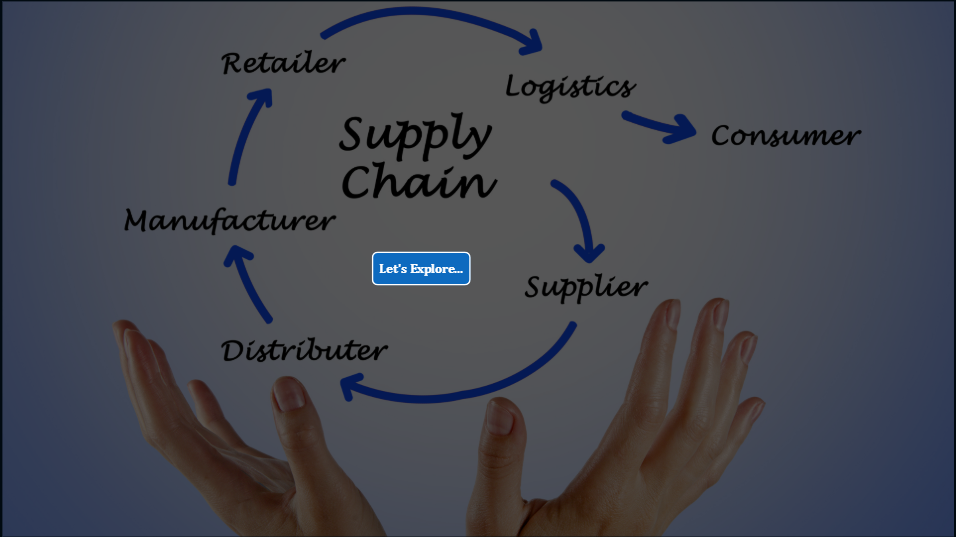 Retailer
Logistics
Consumer
Supply
Chain
Manufacturer
Let's Explore...
Supplier
Distributer